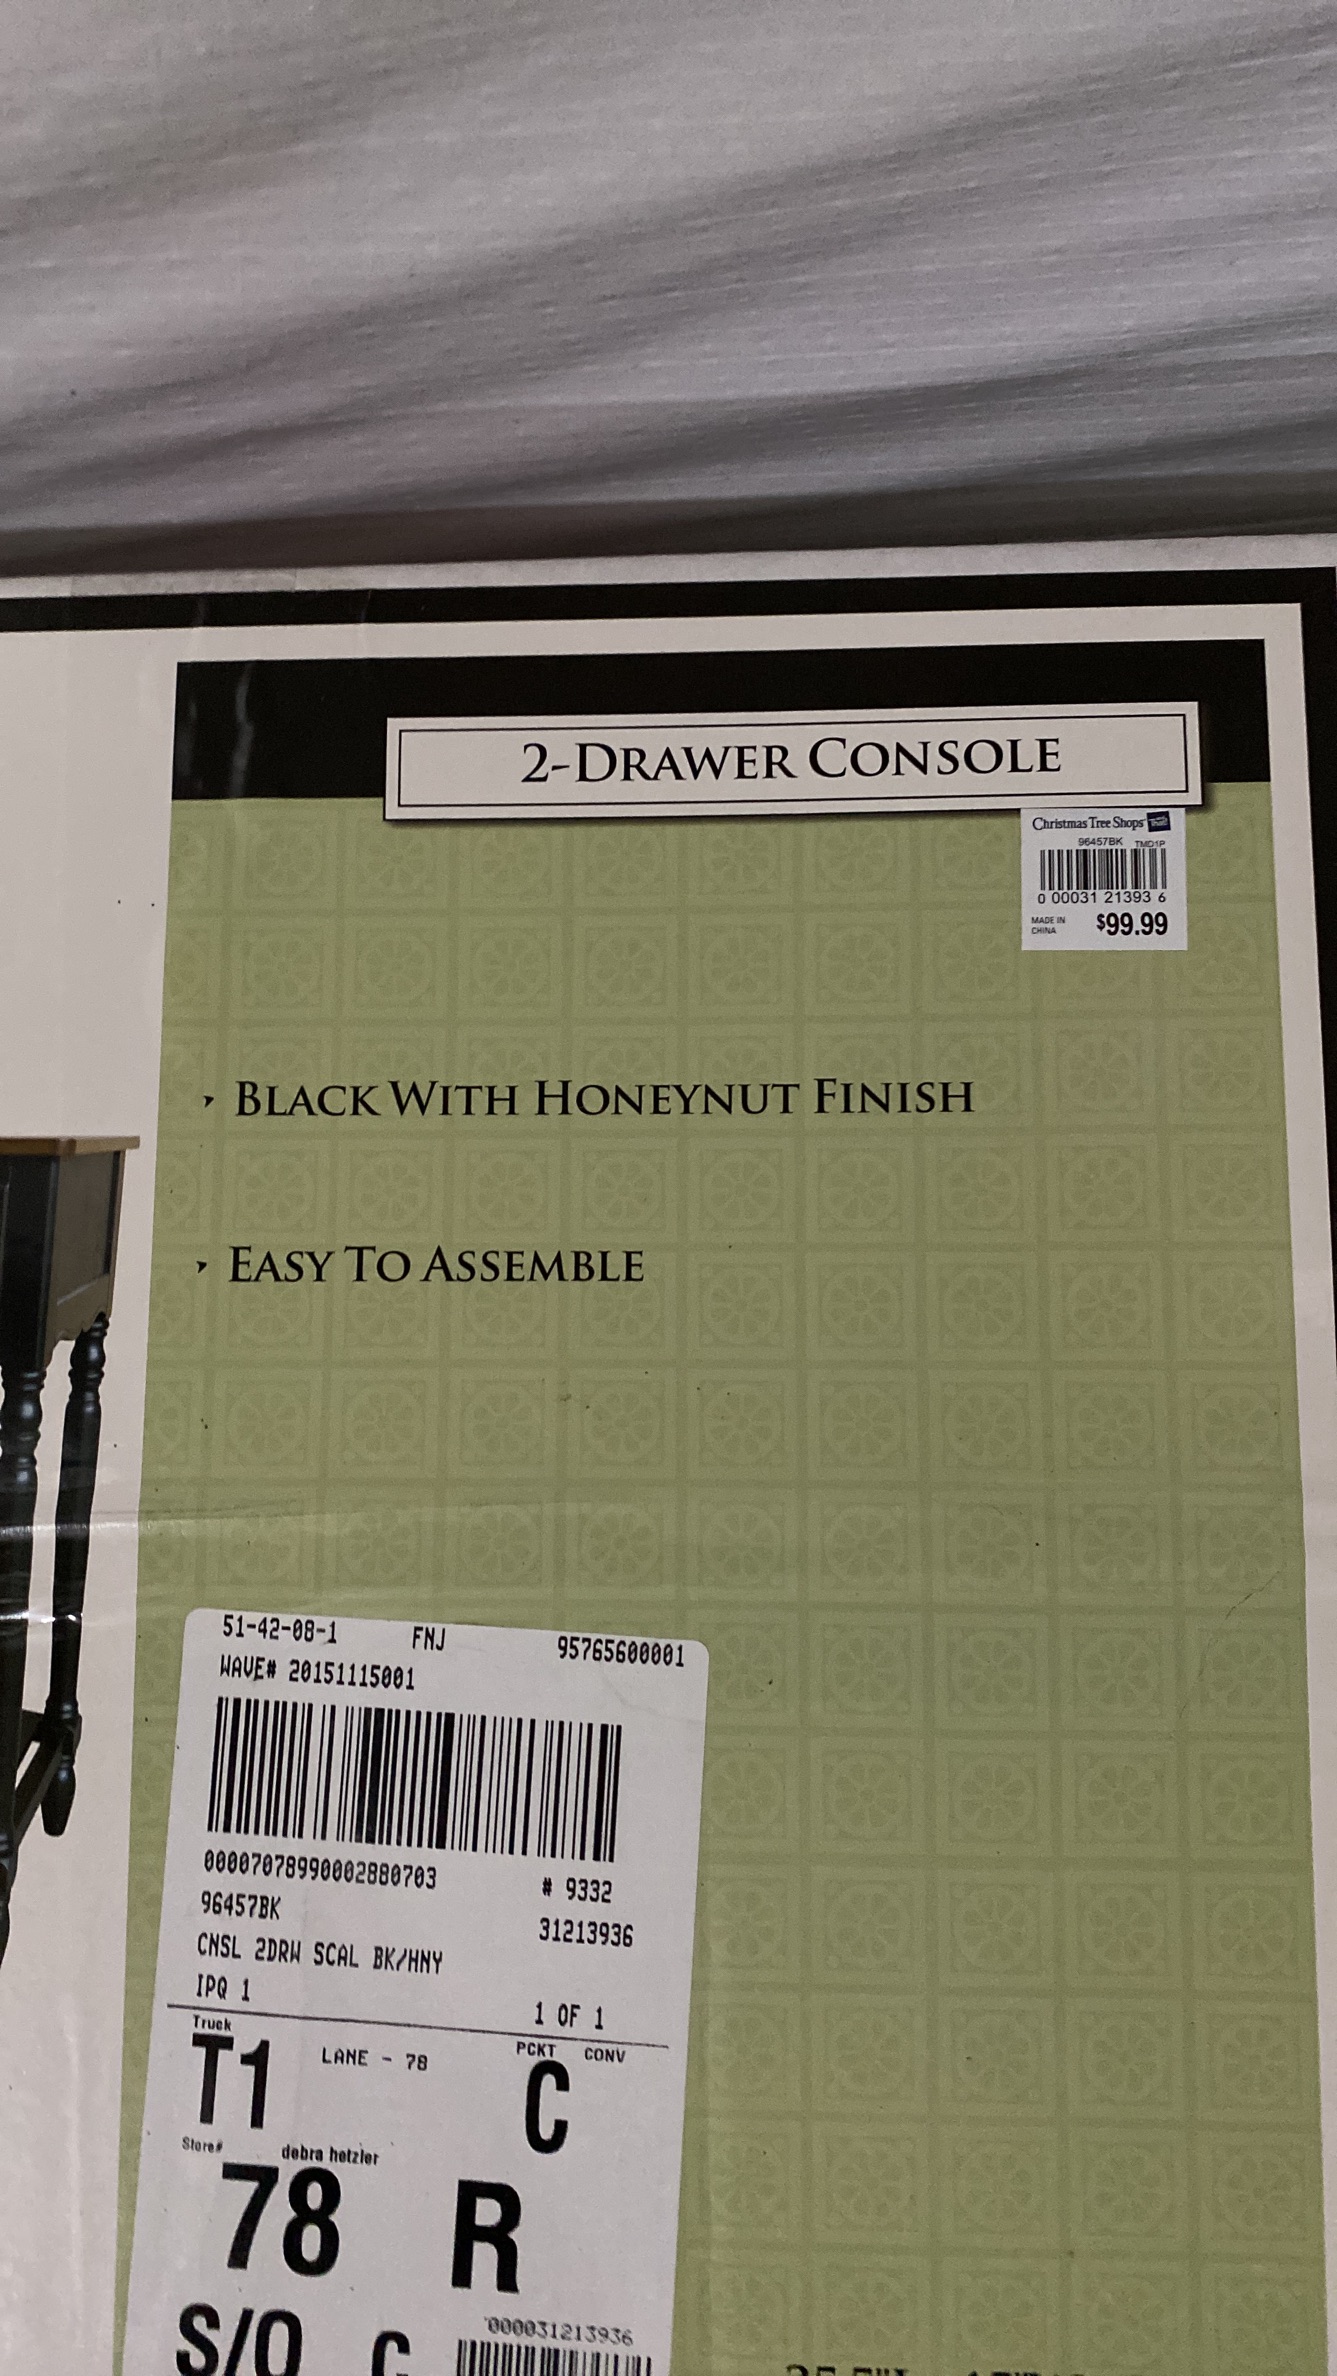 2-DRAWER CONSOLE
Christmas Tree Shops
96457BK TMD1P
0 00031 21393 6
MADE IN
CHINA
$99.99
BLACK WITH HONEYNUT FINISH
EASY TO ASSEMBLE
51-42-08-1 FNJ 95765600001
WAVE# 20151115001
00007078990002880703 # 9332
96457BK 31213936
CNSL 2DRW SCAL BK/HNY
IPQ 1 1 OF 1
Truck PCKT CONV
T1 LANE - 78 C
Store# debra hetzler
78 R
S/O C
000031213936